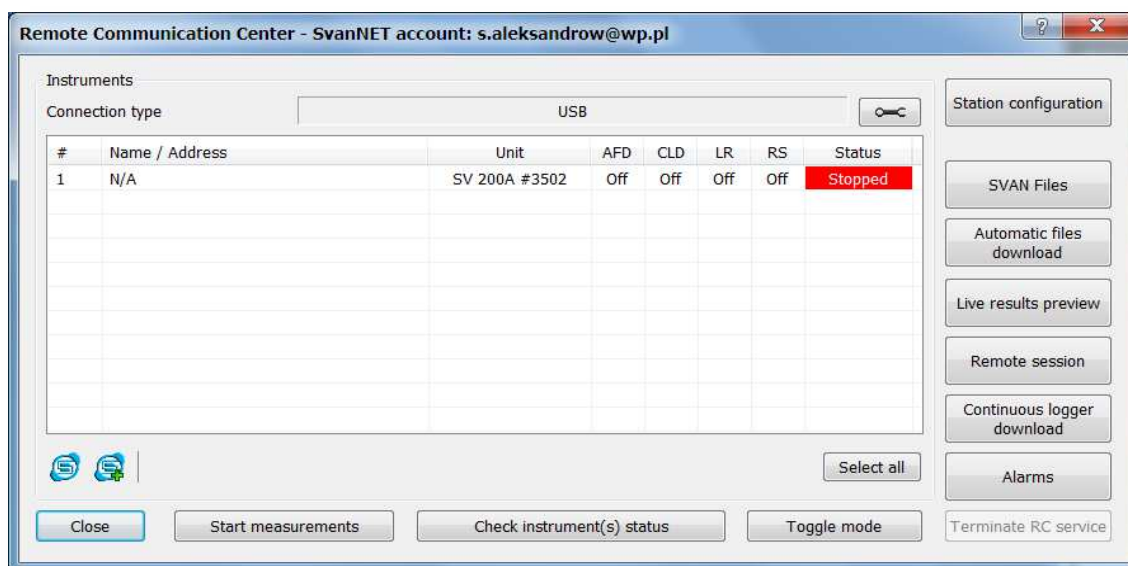 Remote Communication Center - SvanNET account: s.aleksandrow@wp.pl
Instruments
Connection type USB
# Name / Address Unit AFD CLD LR RS Status
1 N/A SV 200A #3502 Off Off Off Off Stopped
Select all
Close Start measurements Check instrument(s) status Toggle mode
Station configuration
SVAN Files
Automatic files
download
Live results preview
Remote session
Continuous logger
download
Alarms
Terminate RC service